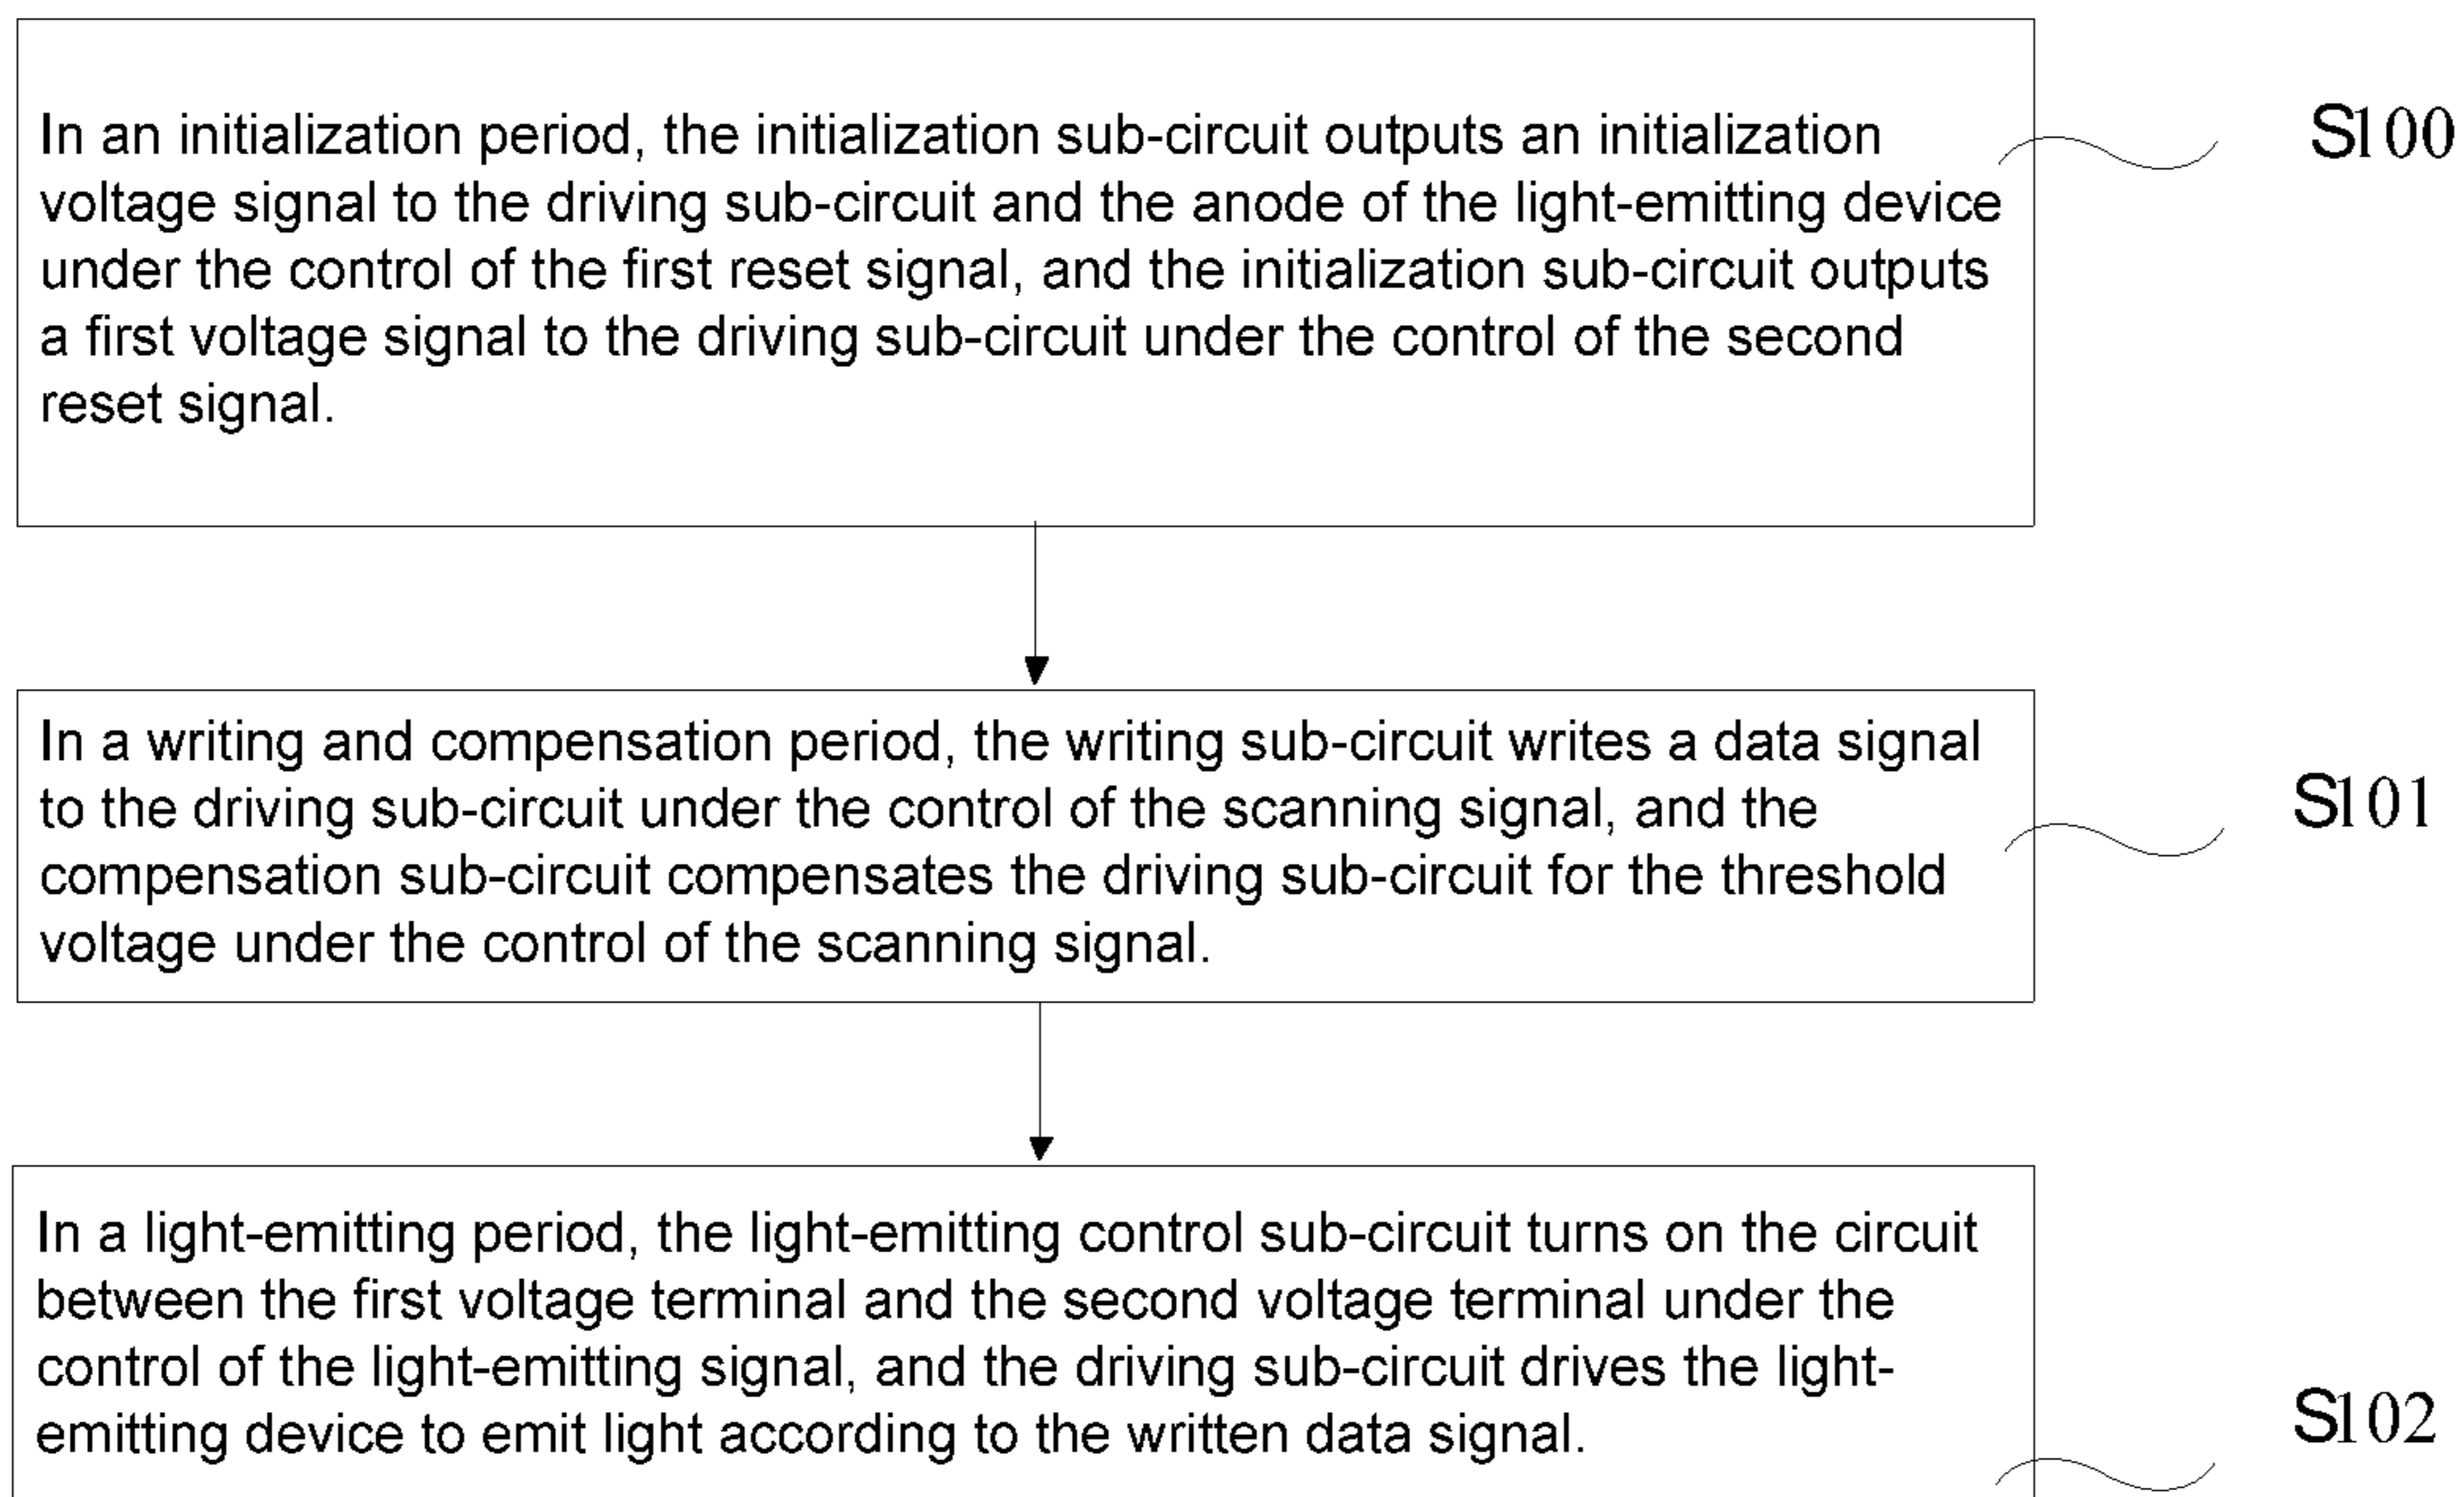 In an initialization period, the initialization sub-circuit outputs an initialization
voltage signal to the driving sub-circuit and the anode of the light-emitting device
under the control of the first reset signal, and the initialization sub-circuit outputs
a first voltage signal to the driving sub-circuit under the control of the second
reset signal.
S100
In a writing and compensation period, the writing sub-circuit writes a data signal
to the driving sub-circuit under the control of the scanning signal, and the
compensation sub-circuit compensates the driving sub-circuit for the threshold
voltage under the control of the scanning signal.
S101
In a light-emitting period, the light-emitting control sub-circuit turns on the circuit
between the first voltage terminal and the second voltage terminal under the
control of the light-emitting signal, and the driving sub-circuit drives the light-
emitting device to emit light according to the written data signal.
S102